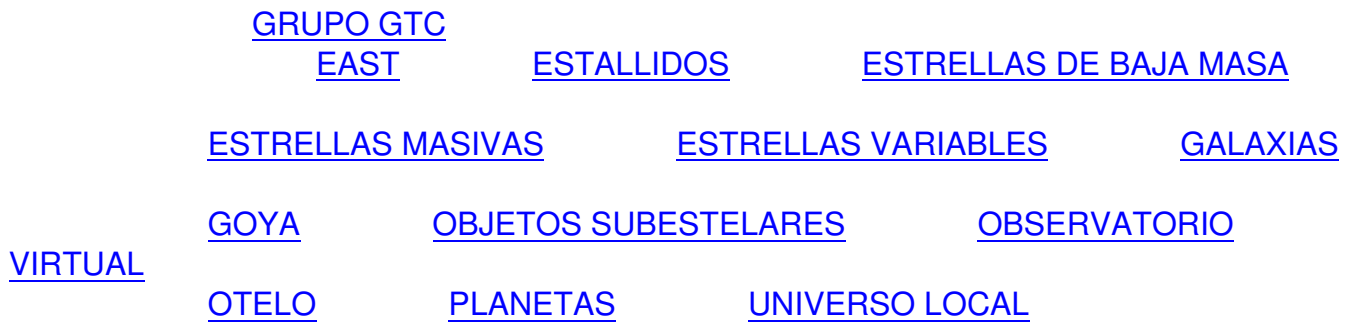 GRUPO GTC
EAST ESTALLIDOS ESTRELLAS DE BAJA MASA
ESTRELLAS MASIVAS ESTRELLAS VARIABLES GALAXIAS
GOYA OBJETOS SUBESTELARES OBSERVATORIO
VIRTUAL
OTELO PLANETAS UNIVERSO LOCAL